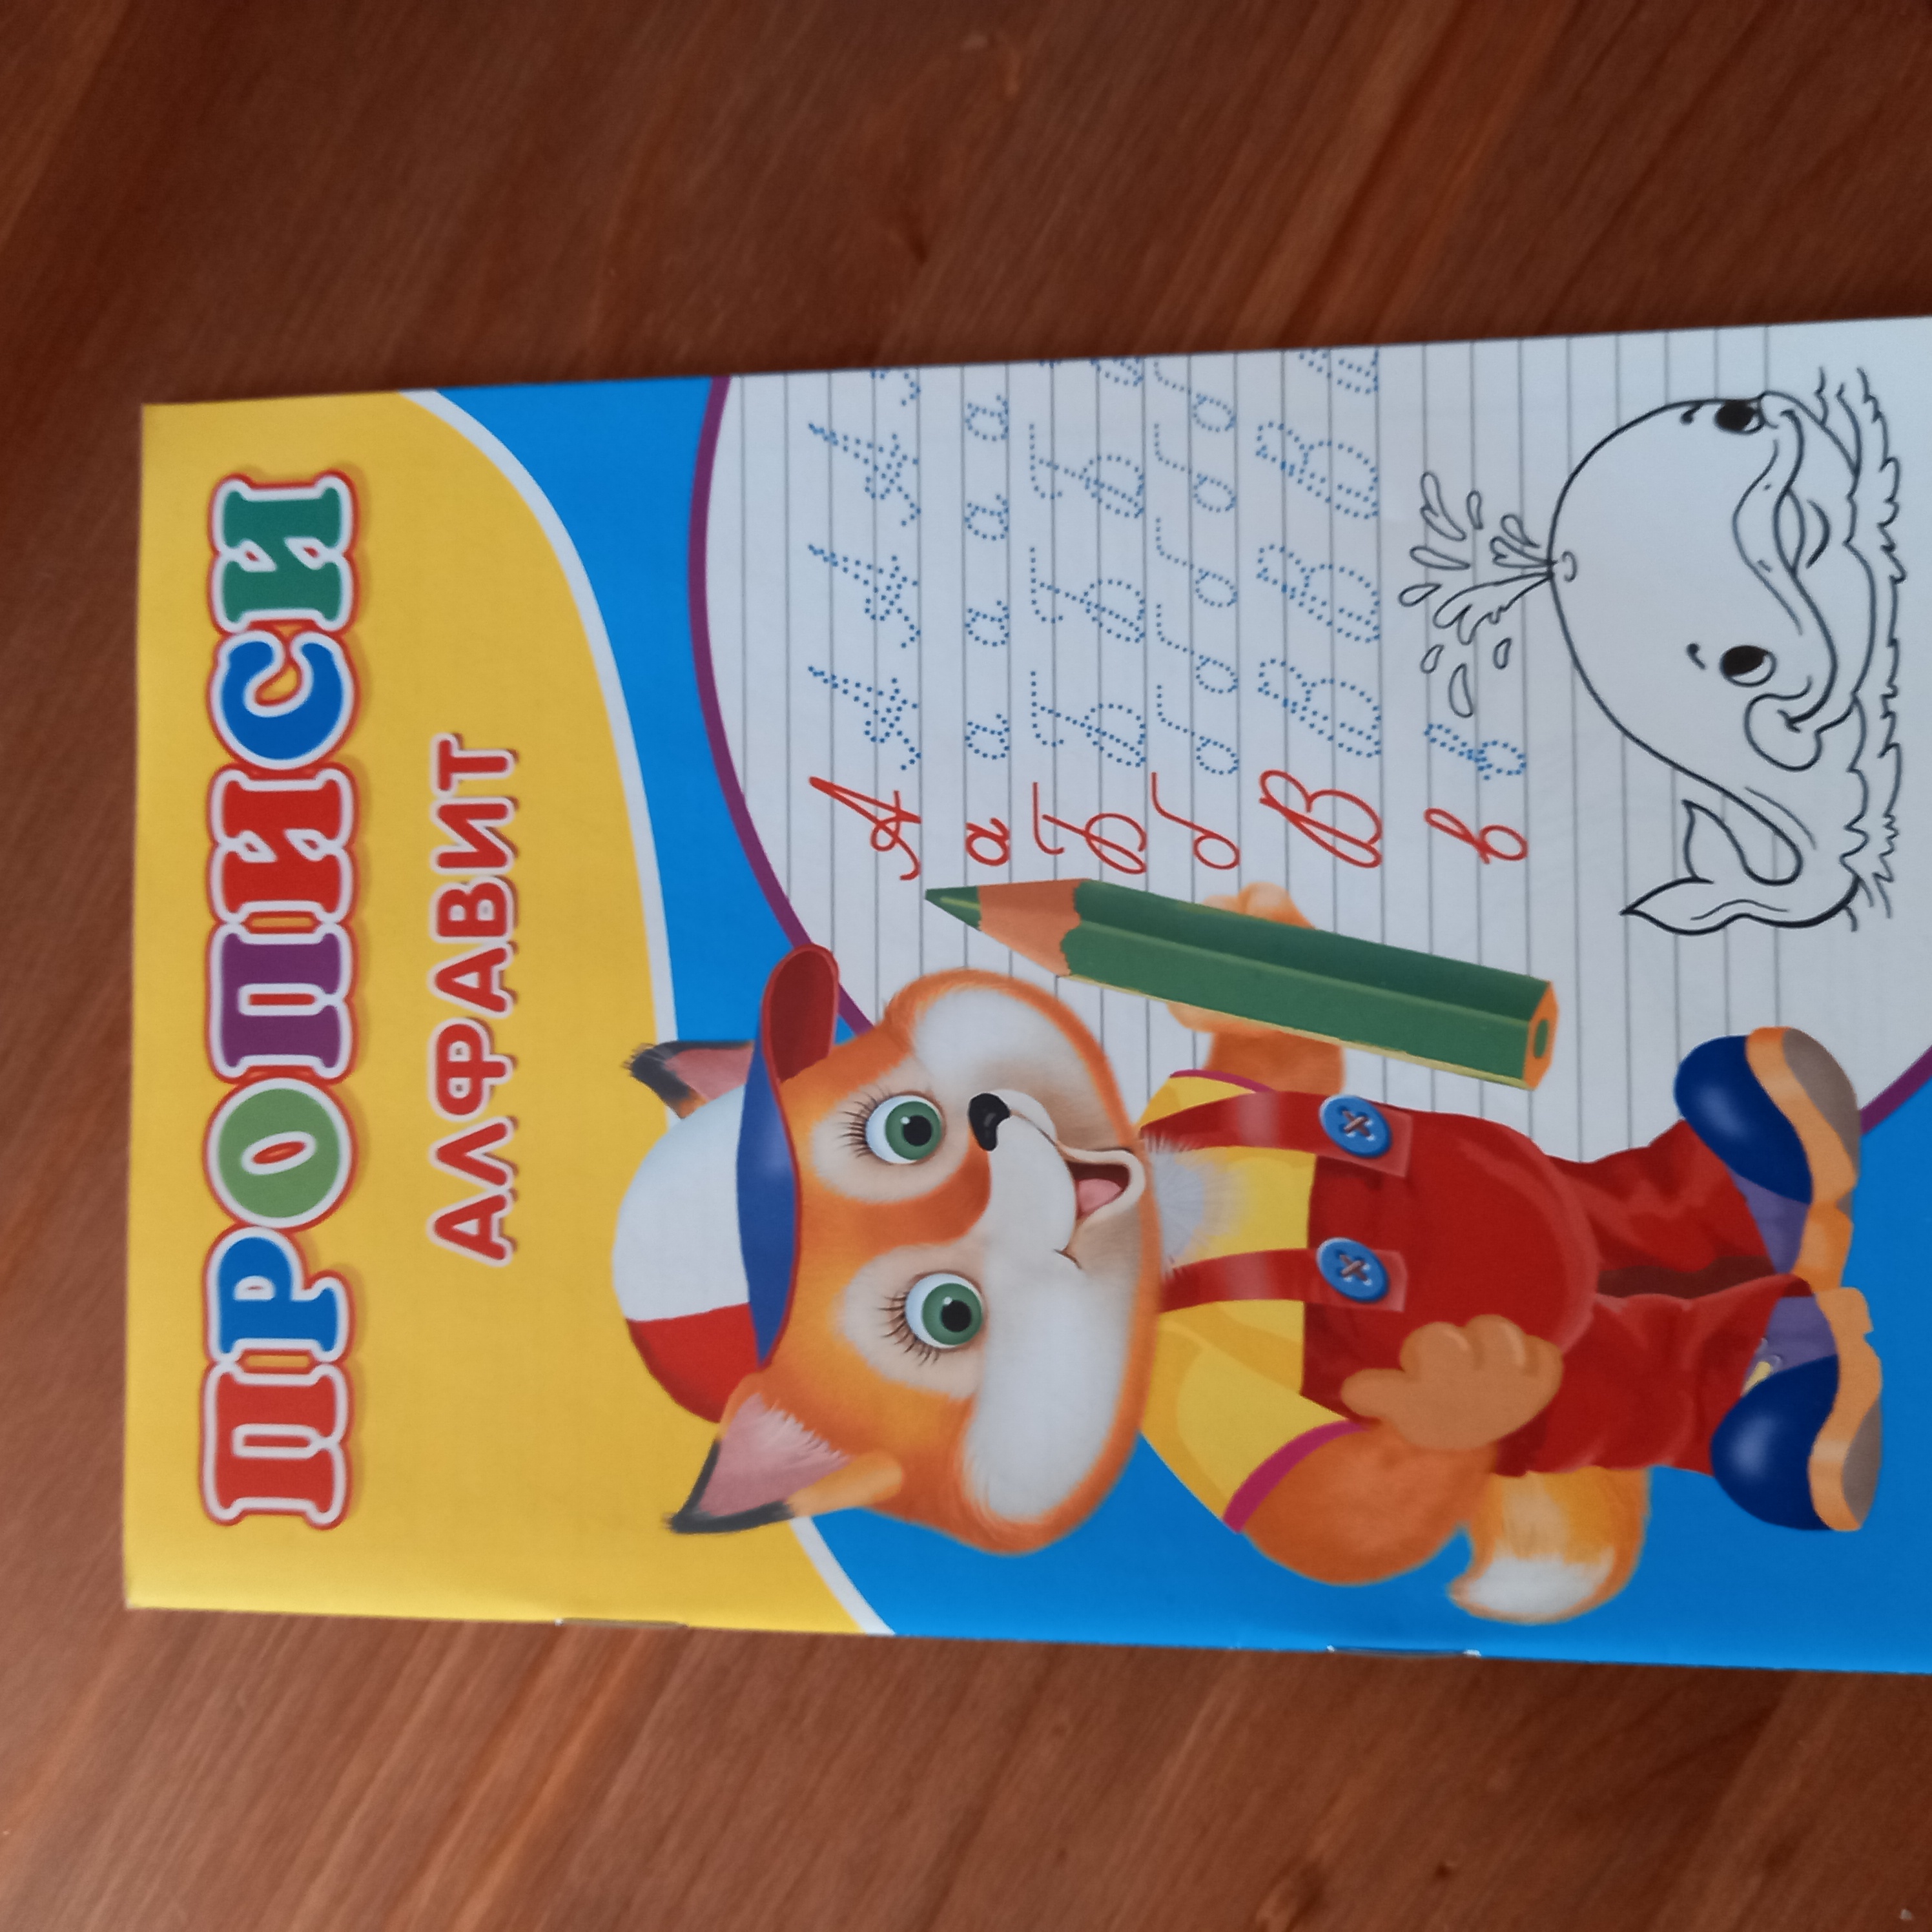 ПРОПИСИ
АЛФАВИТ
А А А А
а а а а а
Б Б Б Б
б б б б б
В В В В В
в в